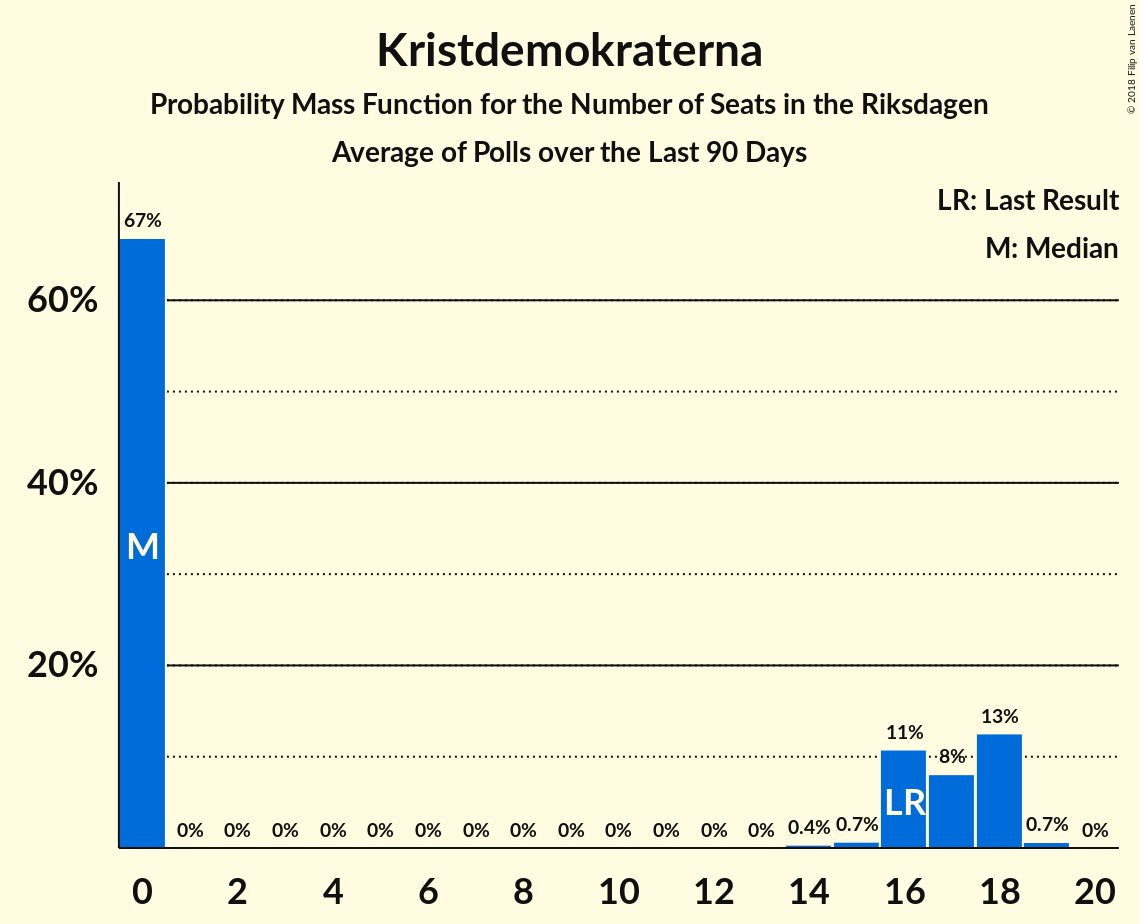 Kristdemokraterna
Probability Mass Function for the Number of Seats in the Riksdagen
Average of Polls over the Last 90 Days
© 2018 Filip van Laenen
LR: Last Result
M: Median
67%
60%
40%
M
20%
13%
11%
8%
LR
0% 0% 0% 0% 0% 0% 0% 0% 0% 0% 0% 0% 0% 0.4% 0.7% 0.7% 0%
0 2 4 6 8 10 12 14 16 18 20